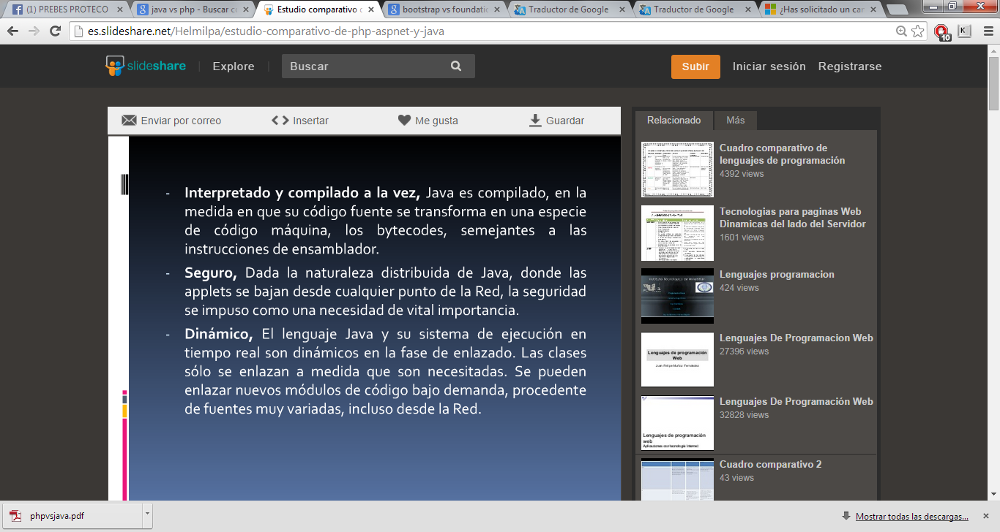 (1) PREBES PROTECO
java vs php - Buscar c
Estudio comparativo
bootstrap vs foundatio
Traductor de Google
Traductor de Google
¿Has solicitado un can
es.slideshare.net/Helmilpa/estudio-comparativo-de-php-aspnet-y-java
10
slideshare
Explore
Buscar
Subir
Iniciar sesión
Registrarse
Enviar por correo
Insertar
Me gusta
Guardar
- Interpretado y compilado a la vez, Java es compilado, en la
medida en que su código fuente se transforma en una especie
de código máquina, los bytecodes, semejantes a las
instrucciones de ensamblador.
- Seguro, Dada la naturaleza distribuida de Java, donde las
applets se bajan desde cualquier punto de la Red, la seguridad
se impuso como una necesidad de vital importancia.
- Dinámico, El lenguaje Java y su sistema de ejecución en
tiempo real son dinámicos en la fase de enlazado. Las clases
sólo se enlazan a medida que son necesitadas. Se pueden
enlazar nuevos módulos de código bajo demanda, procedente
de fuentes muy variadas, incluso desde la Red.
Relacionado
Más
Cuadro comparativo de
lenguajes de programación
4392 views
Tecnologias para paginas Web
Dinamicas del lado del Servidor
1601 views
Lenguajes programacion
424 views
Lenguajes de programación
Web
Lenguajes De Programacion Web
27396 views
Lenguajes de programación
web
Aplicaciones con tecnología Internet
Lenguajes De Programación Web
32828 views
Cuadro comparativo 2
43 views
phpvsjava.pdf
Mostrar todas las descargas...